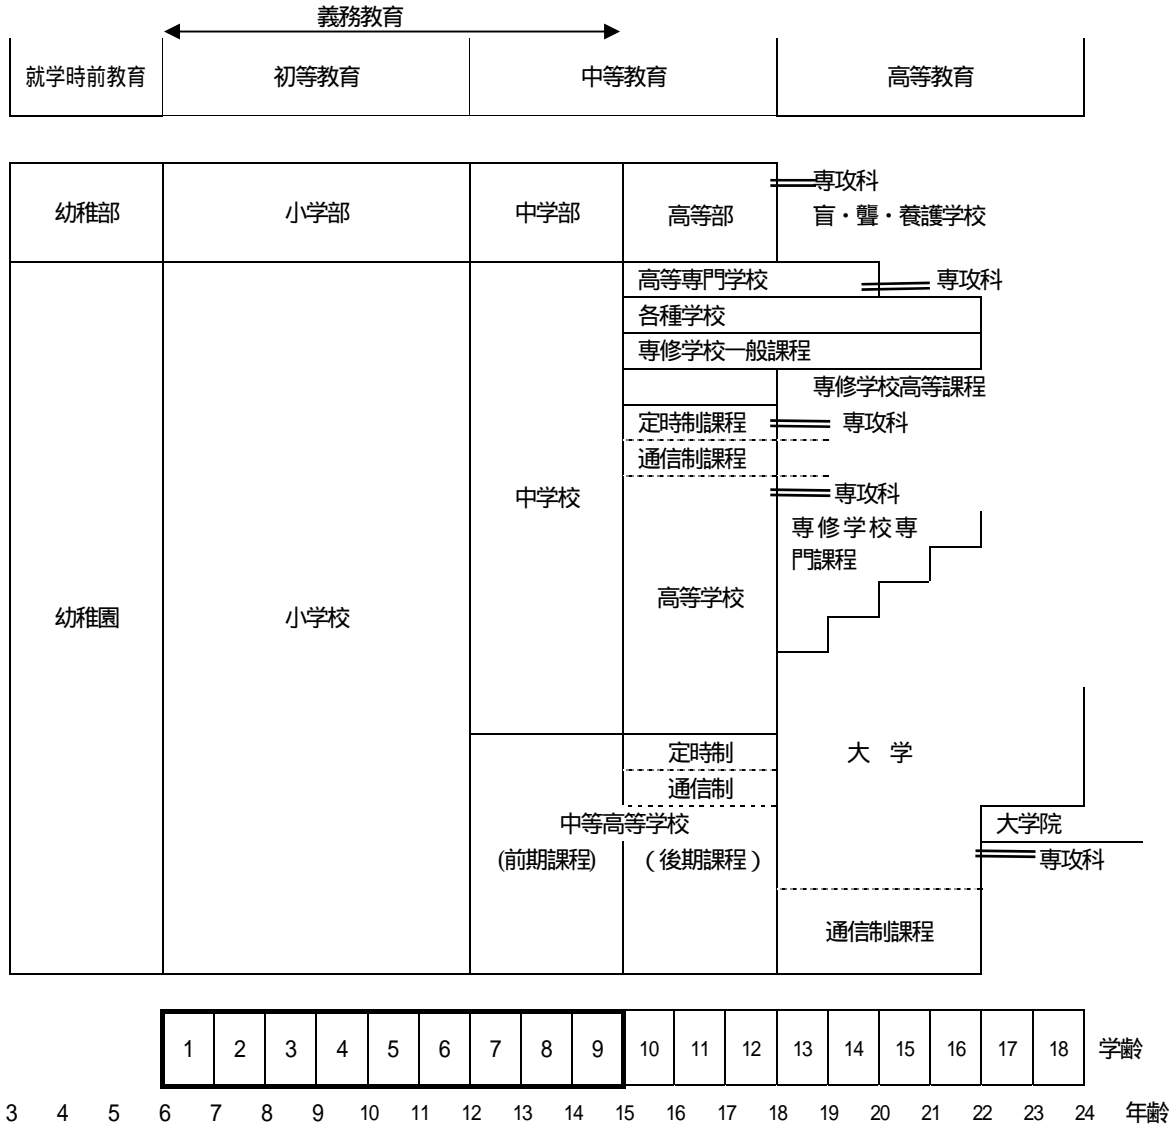 義務教育
就学時前教育 初等教育 中等教育 高等教育
専攻科
幼稚部 小学部 中学部 高等部 盲・聾・養護学校
高等専門学校 専攻科
各種学校
専修学校一般課程
専修学校高等課程
定時制課程 専攻科
通信制課程
中学校 専攻科
専修学校専
門課程
高等学校
幼稚園 小学校
定時制 大 学
通信制
中等高等学校 大学院
(前期課程) (後期課程) 専攻科
通信制課程
1 2 3 4 5 6 7 8 9 10 11 12 13 14 15 16 17 18 学齢
3 4 5 6 7 8 9 10 11 12 13 14 15 16 17 18 19 20 21 22 23 24 年齢